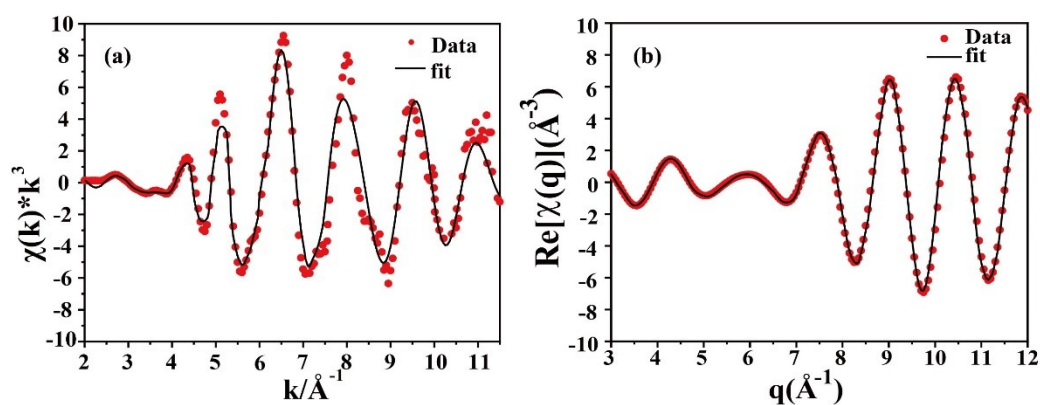 (a)
Data
fit
χ(k)*k³
10
8
6
4
2
0
-2
-4
-6
-8
-10
2 3 4 5 6 7 8 9 10 11
k/Å⁻¹
(b)
Data
fit
Re[χ(q)](Å⁻³)
10
8
6
4
2
0
-2
-4
-6
-8
-10
3 4 5 6 7 8 9 10 11 12
q(Å⁻¹)